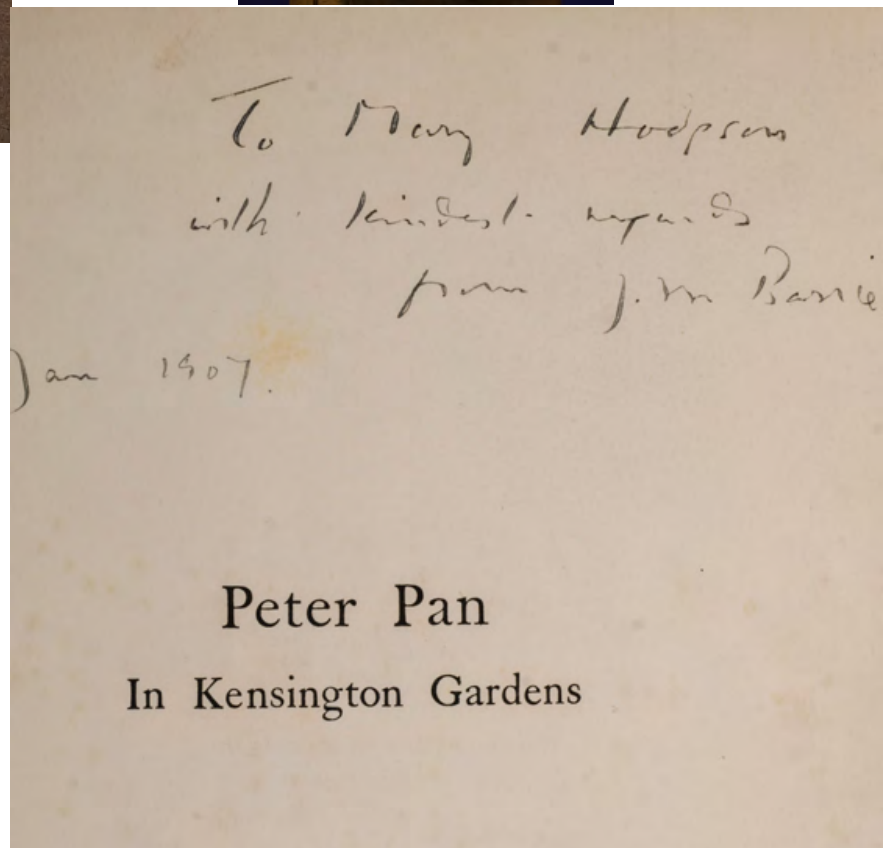 To Mary Hodgson
with kindest regards
from J. M Barrie
Jan 1907.
Peter Pan
In Kensington Gardens